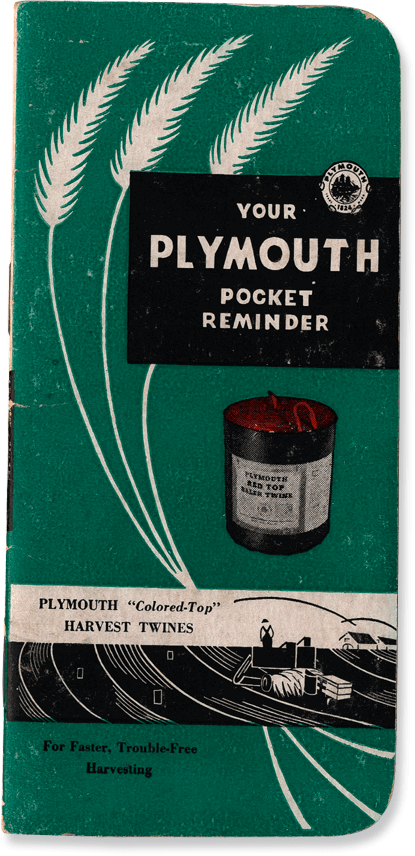 PLYMOUTH
1824
YOUR
PLYMOUTH
POCKET
REMINDER
PLYMOUTH
RED TOP
BALER TWINE
PLYMOUTH "Colored-Top"
HARVEST TWINES
For Faster, Trouble-Free
Harvesting